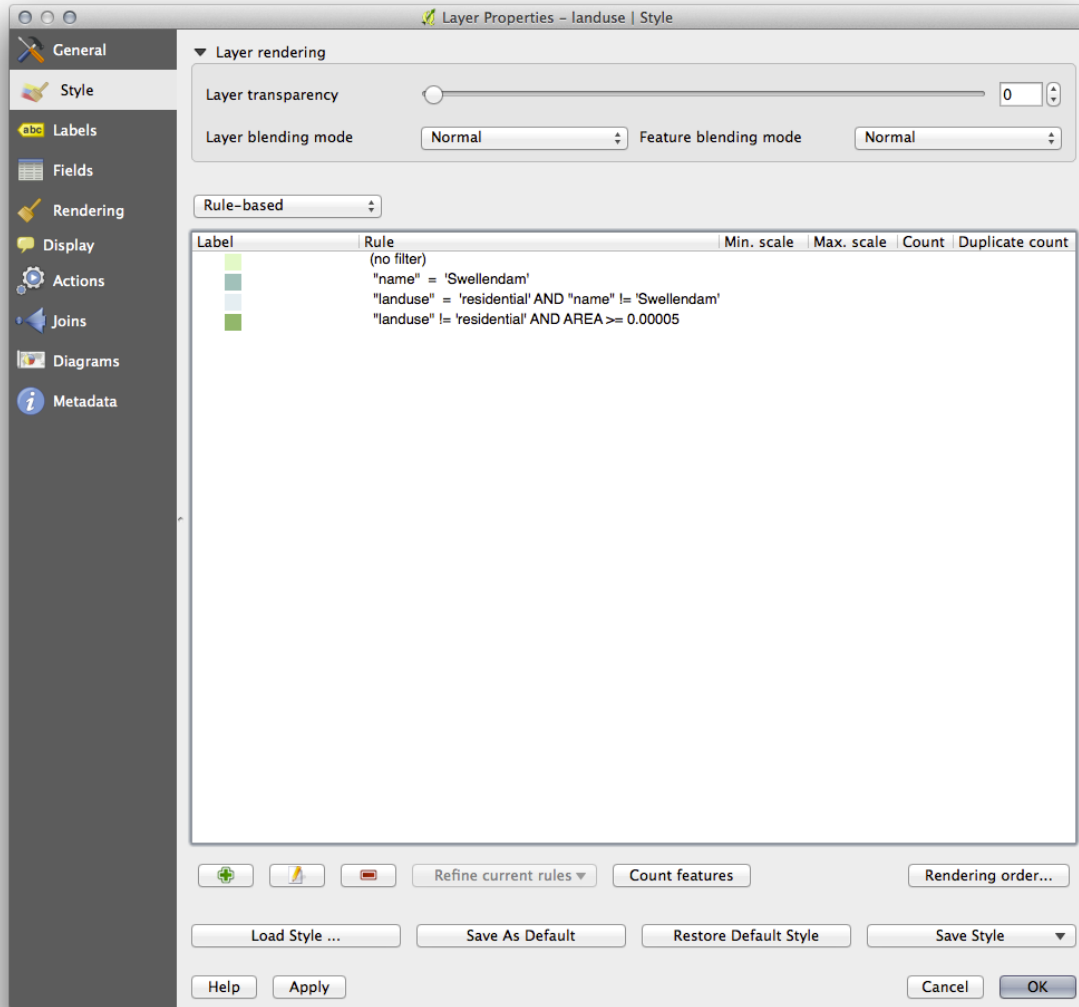 Layer Properties - landuse | Style
General
Style
abc Labels
Fields
Rendering
Display
Actions
Joins
Diagrams
i Metadata
Layer rendering
Layer transparency 0
Layer blending mode Normal Feature blending mode Normal
Rule-based
Label Rule Min. scale Max. scale Count Duplicate count
(no filter)
"name" = 'Swellendam'
"landuse" = 'residential' AND "name" != 'Swellendam'
"landuse" != 'residential' AND AREA >= 0.00005
Refine current rules Count features Rendering order...
Load Style ... Save As Default Restore Default Style Save Style
Help Apply Cancel OK